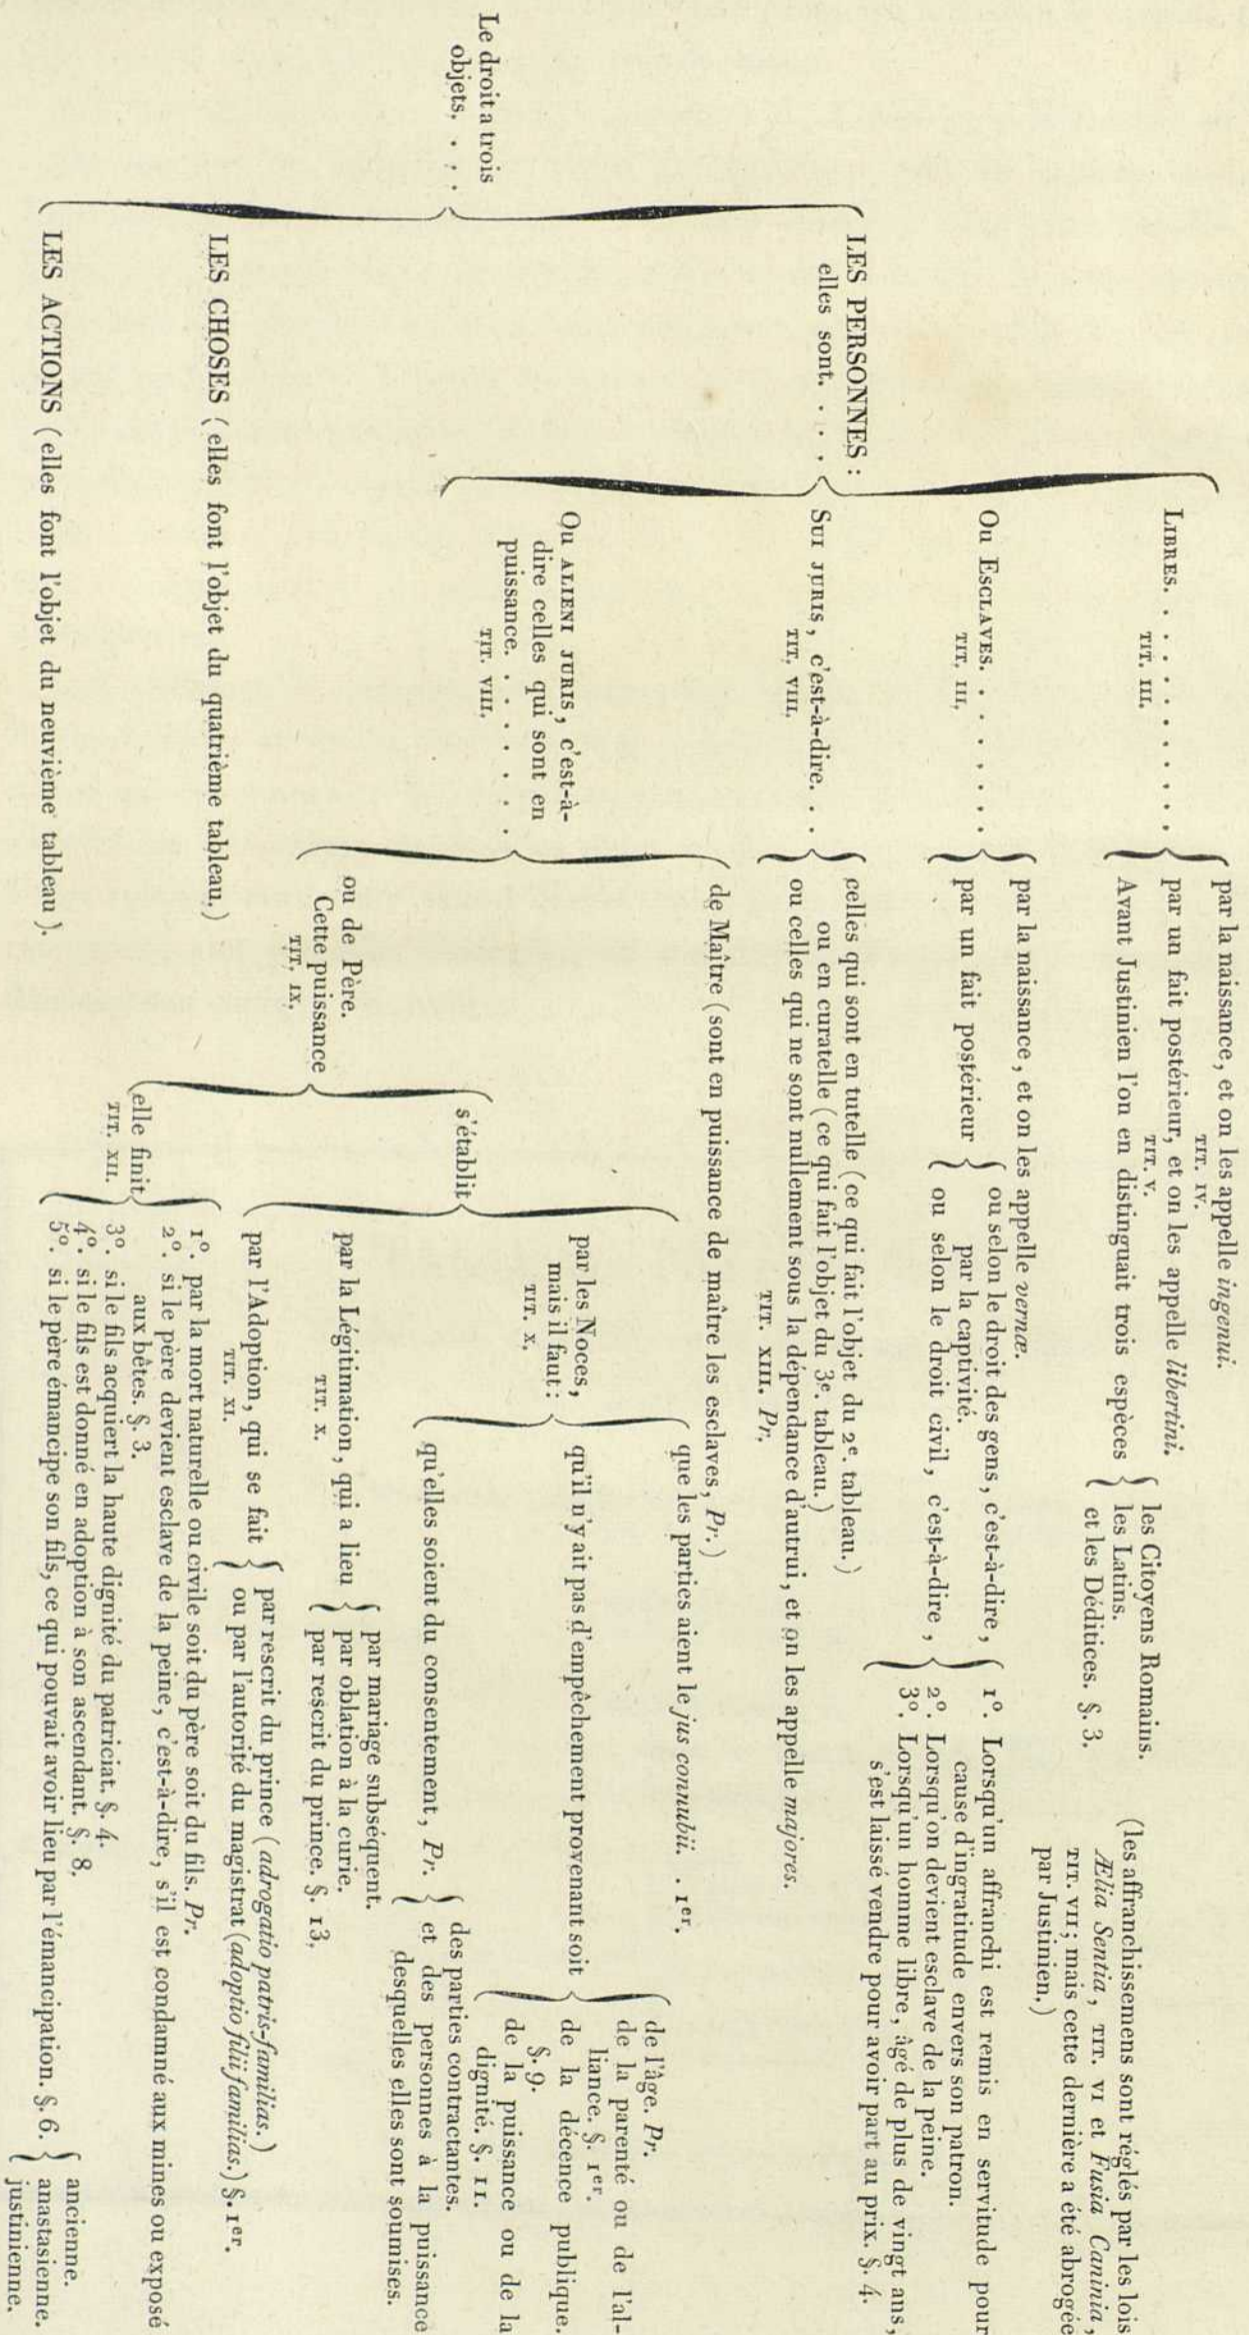 Le droit a trois
objets. . . .
LES PERSONNES :
elles sont. . . .
LIBRES. . . . . . . . . .
TIT. III.
par la naissance, et on les appelle ingenui.
TIT. IV.
par un fait postérieur, et on les appelle libertini.
TIT. V.
Avant Justinien l'on en distinguait trois espèces
les Citoyens Romains.
les Latins.
et les Déditices. §. 3.
(les affranchissemens sont réglés par les lois
Ælia Sentia, TIT. VI et Fusia Caninia,
TIT. VII; mais cette dernière a été abrogée
par Justinien.)
Ou ESCLAVES. . . . . . . .
TIT. III.
par la naissance, et on les appelle vernæ.
par un fait postérieur
ou selon le droit des gens, c'est-à-dire,
par la captivité.
ou selon le droit civil, c'est-à-dire,
1º. Lorsqu'un affranchi est remis en servitude pour
cause d'ingratitude envers son patron.
2º. Lorsqu'on devient esclave de la peine.
3º. Lorsqu'un homme libre, âgé de plus de vingt ans,
s'est laissé vendre pour avoir part au prix. §. 4.
SUI JURIS, c'est-à-dire. . .
TIT. VIII.
celles qui sont en tutelle (ce qui fait l'objet du 2e. tableau.)
ou en curatelle (ce qui fait l'objet du 3e. tableau.)
ou celles qui ne sont nullement sous la dépendance d'autrui, et on les appelle majores.
TIT. XIII. Pr.
Ou ALIENI JURIS, c'est-à-
dire celles qui sont en
puissance. . . . . . . .
TIT. VIII.
de Maître (sont en puissance de maître les esclaves, Pr.)
ou de Père.
Cette puissance
TIT. IX.
s'établit
par les Noces,
mais il faut :
TIT. X.
que les parties aient le jus connubii. . 1er.
qu'il n'y ait pas d'empêchement provenant soit
de l'âge. Pr.
de la parenté ou de l'al-
liance. §. 1er.
de la décence publique.
§. 9.
de la puissance ou de la
dignité. §. 11.
qu'elles soient du consentement, Pr.
des parties contractantes.
et des personnes à la puissance
desquelles elles sont soumises.
par la Légitimation, qui a lieu
TIT. X.
par mariage subséquent.
par oblation à la curie.
par rescrit du prince. §. 13.
par l'Adoption, qui se fait
TIT. XI.
par rescrit du prince (adrogatio patris-familias.)
ou par l'autorité du magistrat (adoptio filii familias.) §. 1er.
elle finit
TIT. XII.
1º. par la mort naturelle ou civile soit du père soit du fils. Pr.
2º. si le père devient esclave de la peine, c'est-à-dire, s'il est condamné aux mines ou exposé
aux bêtes. §. 3.
3º. si le fils acquiert la haute dignité du patriciat. §. 4.
4º. si le fils est donné en adoption à son ascendant. §. 8.
5º. si le père émancipe son fils, ce qui pouvait avoir lieu par l'émancipation. §. 6.
ancienne.
anastasienne.
justinienne.
LES CHOSES (elles font l'objet du quatrième tableau.)
LES ACTIONS (elles font l'objet du neuvième tableau).